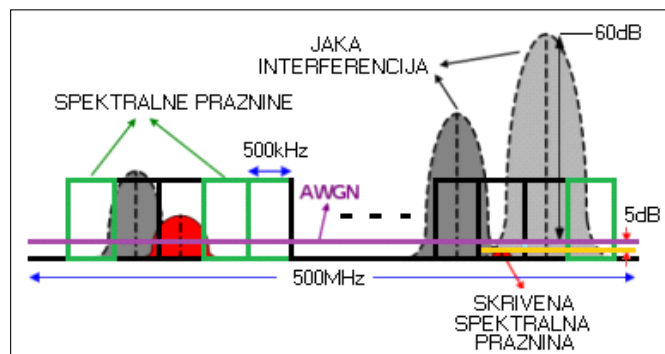 JAKA
INTERFERENCIJA
60dB
SPEKTRALNE PRAZNINE
500kHz
AWGN
5dB
500MHz
SKRIVENA
SPEKTRALNA
PRAZNINA